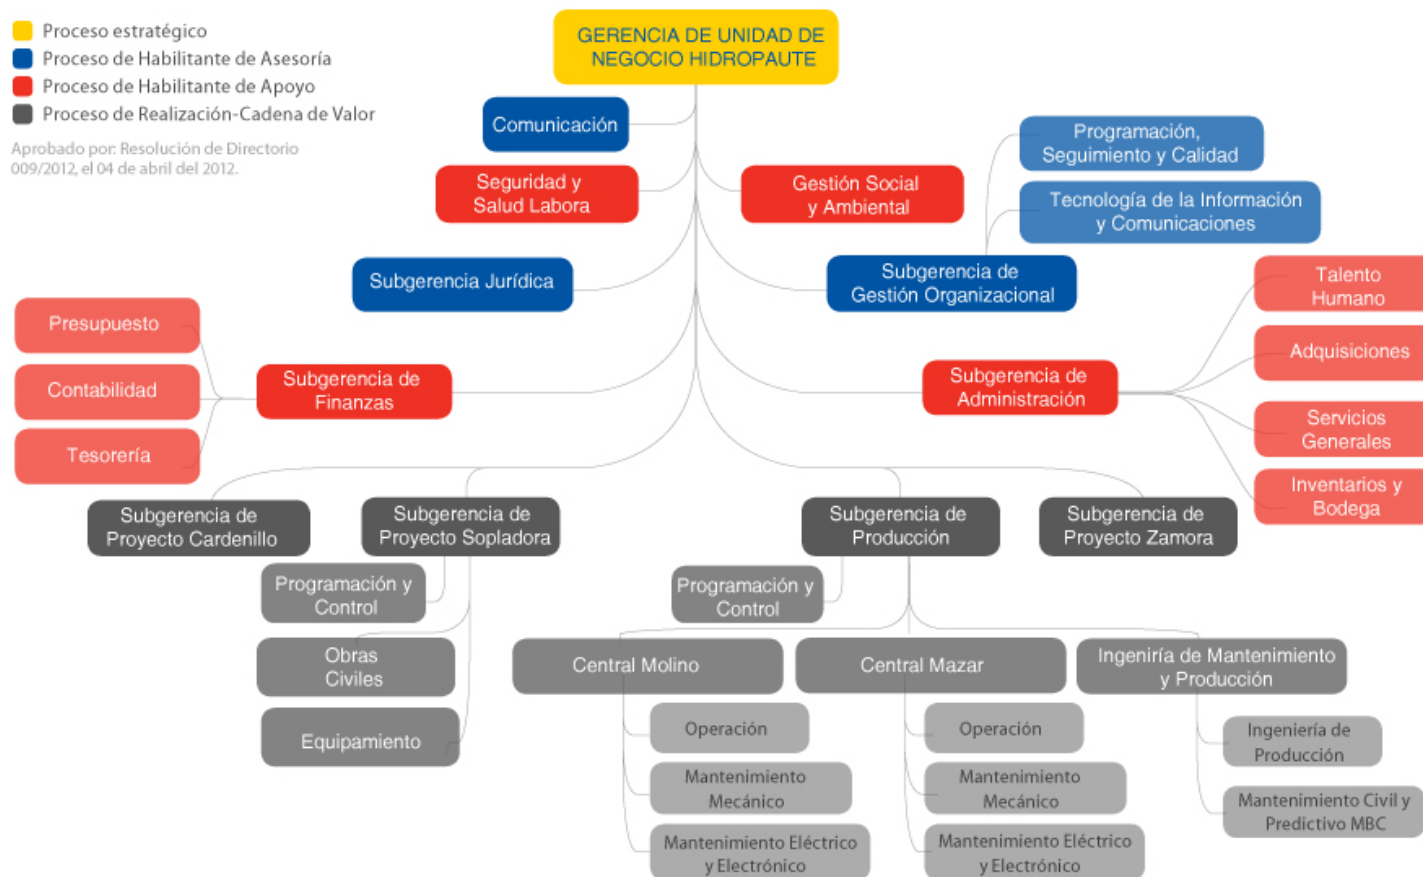 Proceso estratégico
Proceso de Habilitante de Asesoría
Proceso de Habilitante de Apoyo
Proceso de Realización-Cadena de Valor
Aprobado por: Resolución de Directorio
009/2012, el 04 de abril del 2012.
GERENCIA DE UNIDAD DE
NEGOCIO HIDROPAUTE
Comunicación
Programación,
Seguimiento y Calidad
Seguridad y
Salud Labora
Gestión Social
y Ambiental
Tecnología de la Información
y Comunicaciones
Subgerencia Jurídica
Subgerencia de
Gestión Organizacional
Talento
Humano
Presupuesto
Adquisiciones
Contabilidad
Subgerencia de
Finanzas
Subgerencia de
Administración
Servicios
Generales
Tesorería
Inventarios y
Bodega
Subgerencia de
Proyecto Cardenillo
Subgerencia de
Proyecto Sopladora
Subgerencia de
Producción
Subgerencia de
Proyecto Zamora
Programación y
Control
Programación y
Control
Obras
Civiles
Central Molino
Central Mazar
Ingeniría de Mantenimiento
y Producción
Equipamiento
Operación
Operación
Ingeniería de
Producción
Mantenimiento
Mecánico
Mantenimiento
Mecánico
Mantenimiento Civil y
Predictivo MBC
Mantenimiento Eléctrico
y Electrónico
Mantenimiento Eléctrico
y Electrónico